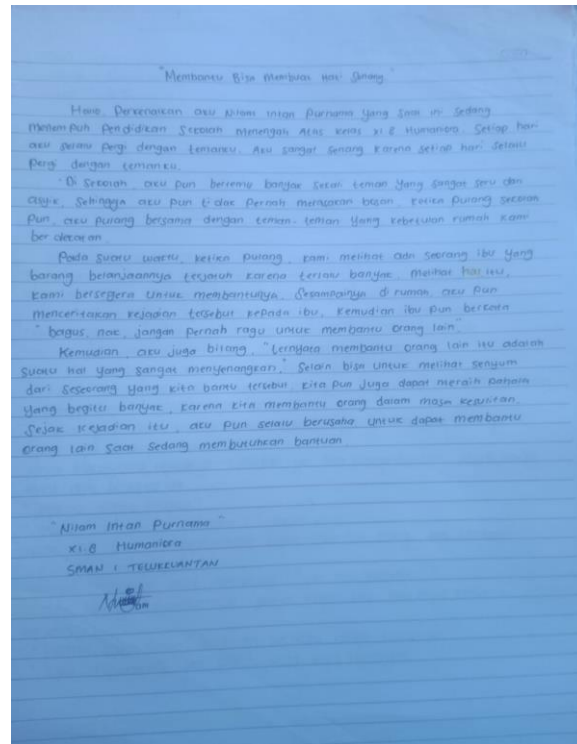 "Membantu Bisa Membuat Hati Senang"
Halo, Perkenalkan aku Nilam Intan Purnama yang saat ini sedang
menempuh Pendidikan Sekolah Menengah Atas kelas XI 8 Humaniora. Setiap hari
aku selalu pergi dengan temanku. Aku sangat senang karena setiap hari selalu
pergi dengan temanku.
Di sekolah, aku pun bertemu banyak sekali teman yang sangat seru dan
asyik, sehingga aku pun tidak pernah merasakan bosan, ketika pulang sekolah
pun, aku pulang bersama dengan teman-teman yang kebetulan rumah kami
berdekatan.
Pada suatu waktu, ketika pulang, kami melihat ada seorang ibu yang
barang belanjaannya terjatuh karena terlalu banyak, melihat hal itu,
kami bersegera untuk membantunya. Sesampainya di rumah, aku pun
menceritakan kejadian tersebut kepada ibu, kemudian ibu pun berkata
"bagus, nak, jangan pernah ragu untuk membantu orang lain."
Kemudian, aku juga bilang, "ternyata membantu orang lain itu adalah
suatu hal yang sangat menyenangkan." Selain bisa untuk melihat senyum
dari seseorang yang kita bantu tersebut, kita pun juga dapat meraih pahala
yang begitu banyak, karena kita membantu orang dalam masa kesulitan.
Sejak kejadian itu, aku pun selalu berusaha untuk dapat membantu
orang lain saat sedang membutuhkan bantuan
"Nilam Intan Purnama"
XI 8 Humaniora
SMAN 1 TELUKKUANTAN